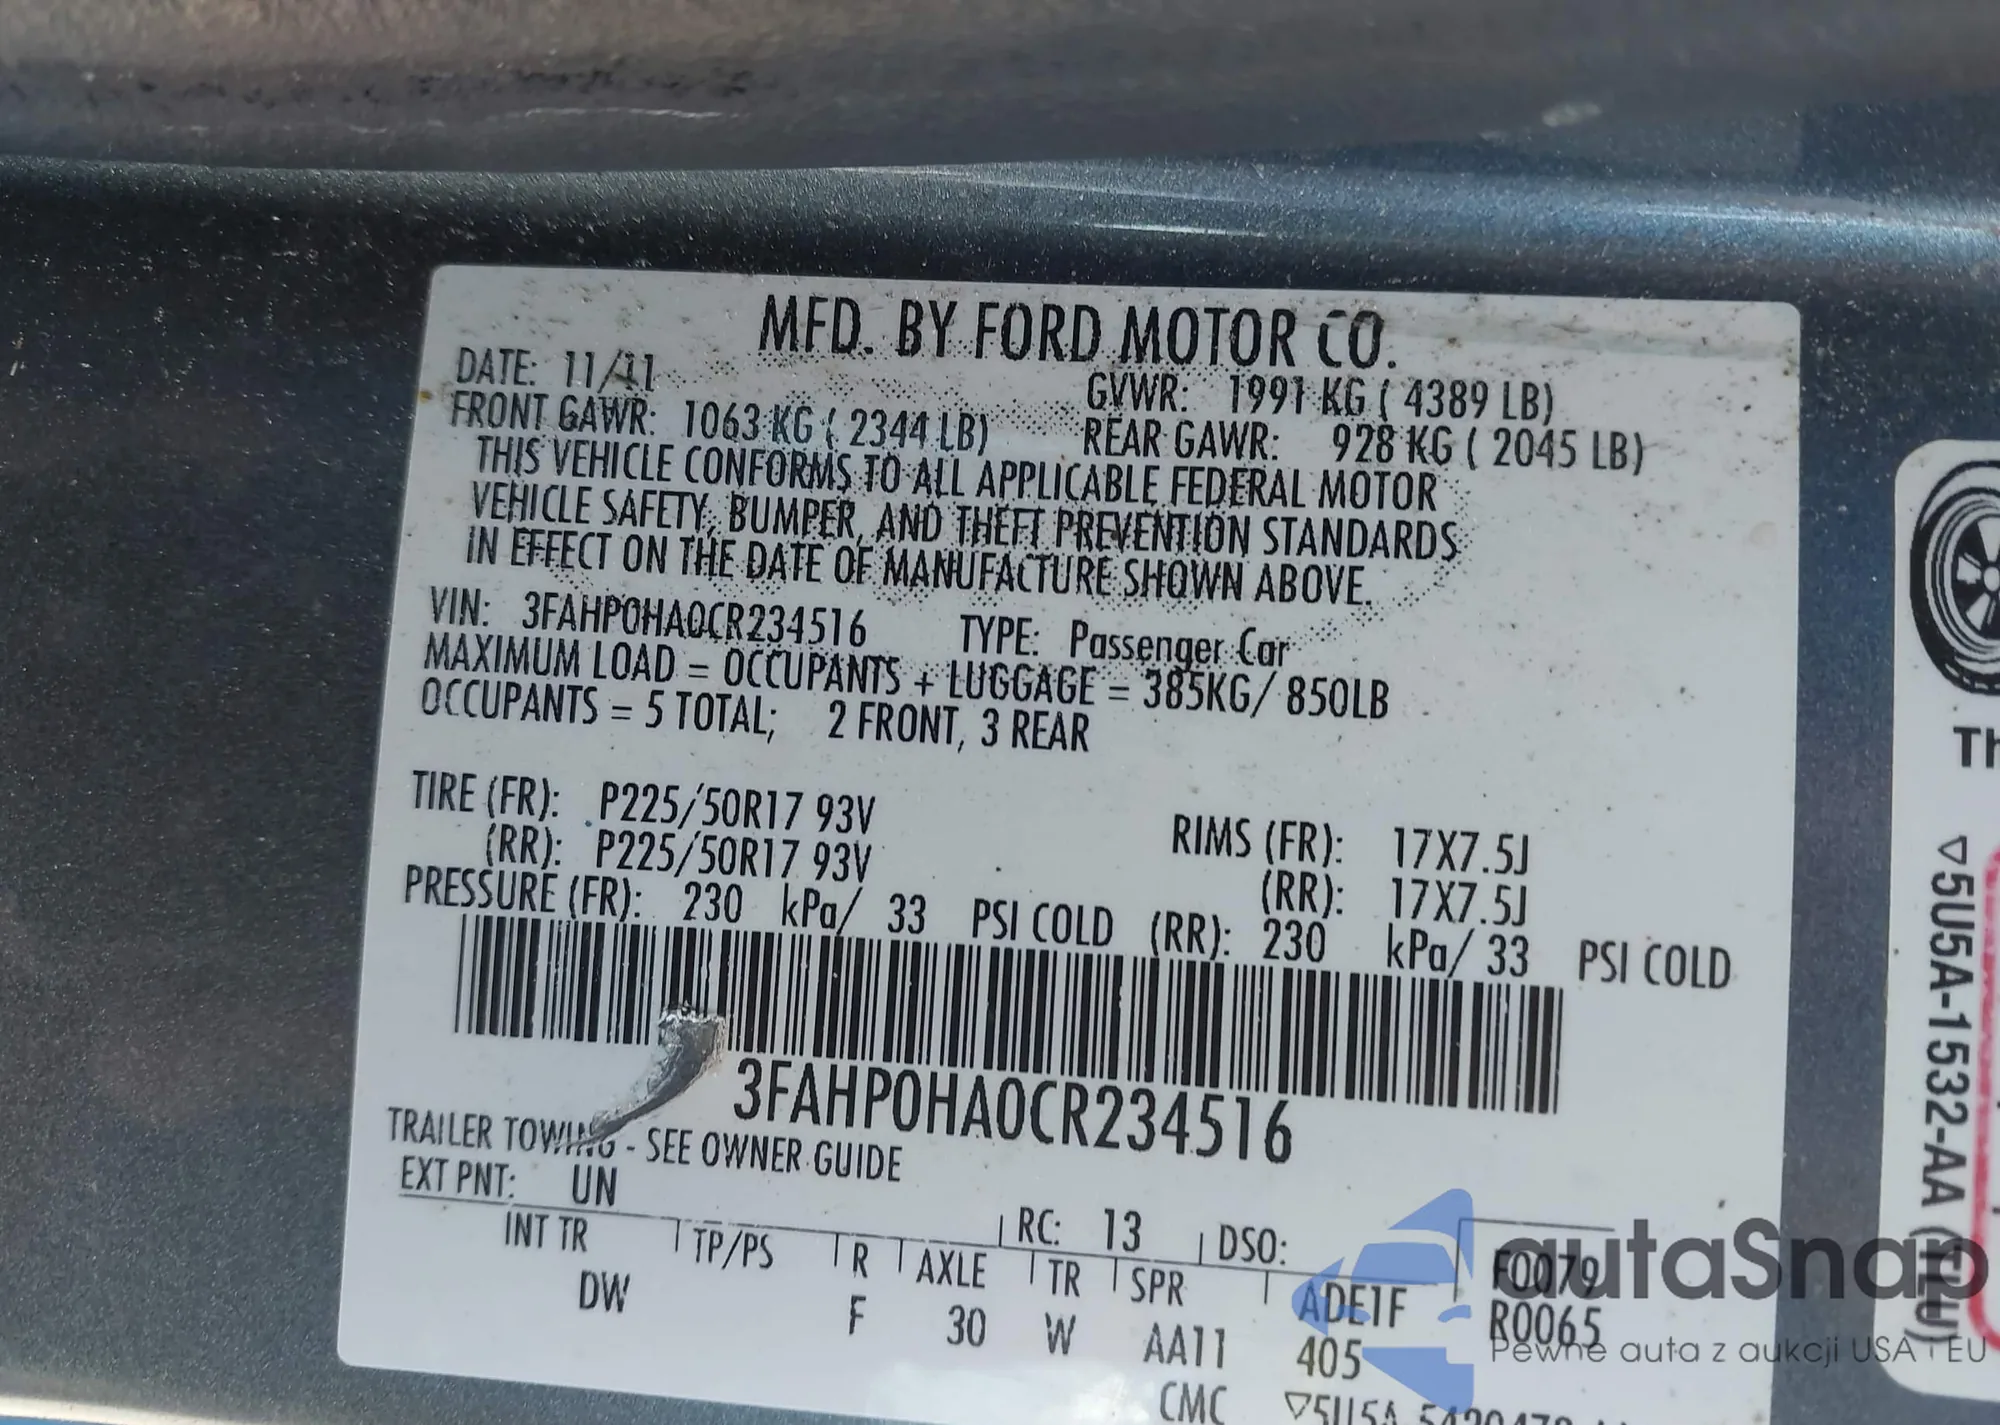 MFD. BY FORD MOTOR CO.
DATE: 11/11
GVWR: 1991 KG ( 4389 LB)
FRONT GAWR: 1063 KG ( 2344 LB)
REAR GAWR: 928 KG ( 2045 LB)
THIS VEHICLE CONFORMS TO ALL APPLICABLE FEDERAL MOTOR
VEHICLE SAFETY, BUMPER, AND THEFT PREVENTION STANDARDS
IN EFFECT ON THE DATE OF MANUFACTURE SHOWN ABOVE.
VIN: 3FAHP0HA0CR234516 TYPE: Passenger Car
MAXIMUM LOAD = OCCUPANTS + LUGGAGE = 385KG/ 850LB
OCCUPANTS = 5 TOTAL; 2 FRONT, 3 REAR
TIRE (FR): P225/50R17 93V
RIMS (FR): 17X7.5J
(RR): P225/50R17 93V
(RR): 17X7.5J
PRESSURE (FR): 230 kPa/ 33 PSI COLD (RR): 230 kPa/ 33 PSI COLD
3FAHP0HA0CR234516
TRAILER TOWING - SEE OWNER GUIDE
EXT PNT: UN
RC: 13 DSO:
INT TR TP/PS R AXLE TR SPR
ADE1F F0079
DW F 30 W AA11 405 R0065
CMC
Th
▽5U5A-1532-AA (TLU)
autaSnap
Pewne auta z aukcji USA i EU